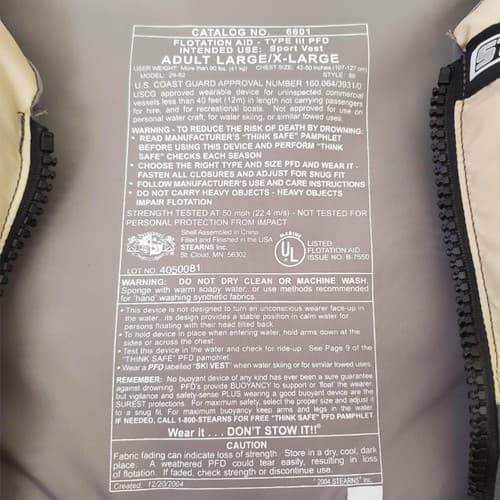 CATALOG NO. 6601
FLOTATION AID - TYPE III PFD
INTENDED USE: Sport Vest
ADULT LARGE/X-LARGE
USER WEIGHT: More than 90 lbs. (41 kg) CHEST SIZE: 42-50 inches (107-127 cm)
MODEL: 29-52 STYLE: 88
U.S. COAST GUARD APPROVAL NUMBER 160.064/3931/0
USCG approved wearable device for uninspected commercial
vessels less than 40 feet (12m) in length not carrying passengers
for hire, and for recreational boats. Not approved for use on
personal water craft, for water skiing, or similar towed uses.
WARNING - TO REDUCE THE RISK OF DEATH BY DROWNING:
• READ MANUFACTURER'S "THINK SAFE" PAMPHLET
BEFORE USING THIS DEVICE AND PERFORM "THINK
SAFE" CHECKS EACH SEASON
• CHOOSE THE RIGHT TYPE AND SIZE PFD AND WEAR IT -
FASTEN ALL CLOSURES AND ADJUST FOR SNUG FIT
• FOLLOW MANUFACTURER'S USE AND CARE INSTRUCTIONS
• DO NOT CARRY HEAVY OBJECTS - HEAVY OBJECTS
IMPAIR FLOTATION
STRENGTH TESTED AT 50 mph (22.4 m/s) - NOT TESTED FOR
PERSONAL PROTECTION FROM IMPACT
Shell Assembled in China
Filled and Finished in the USA
STEARNS Inc.
St. Cloud, MN 56302
MARINE
UL
LISTED
FLOTATION AID
ISSUE NO. B-7550
LOT NO. 4050081
WARNING: DO NOT DRY CLEAN OR MACHINE WASH.
Sponge with warm soapy water,. or use methods recommended
for 'hand' washing synthetic fabrics.
• This device is not designed to turn an unconscious wearer face-up in
the water...its design provides a stable position in calm water for
persons floating with their head tilted back.
• To hold device in place when entering water, hold arms down at the
sides or across the chest.
• Test this device in the water and check for ride-up. See Page 9 of the
"THINK SAFE" PFD pamphlet.
• Wear a PFD labelled "SKI VEST" when water skiing or for similar towed uses.
REMEMBER: No buoyant device of any kind has ever been a sure guarantee
against drowning. PFD's provide BUOYANCY to support or 'float' the wearer,
but vigilance and safety-sense PLUS wearing a good buoyant device are the
SUREST protections. For maximum safety, select the proper size and adjust it
to a snug fit. For maximum buoyancy keep arms and legs in the water.
IF NEEDED, CALL 1-800-STEARNS FOR FREE "THINK SAFE" PFD PAMPHLET.
Wear it . . .DON'T STOW IT!!®
CAUTION
Fabric fading can indicate loss of strength. Store in a dry, cool, dark
place. A weathered PFD could tear easily, resulting in loss
of flotation. If faded, check strength or discontinue use.
Created: 12/20/2004
©2004 STEARNS® Inc.